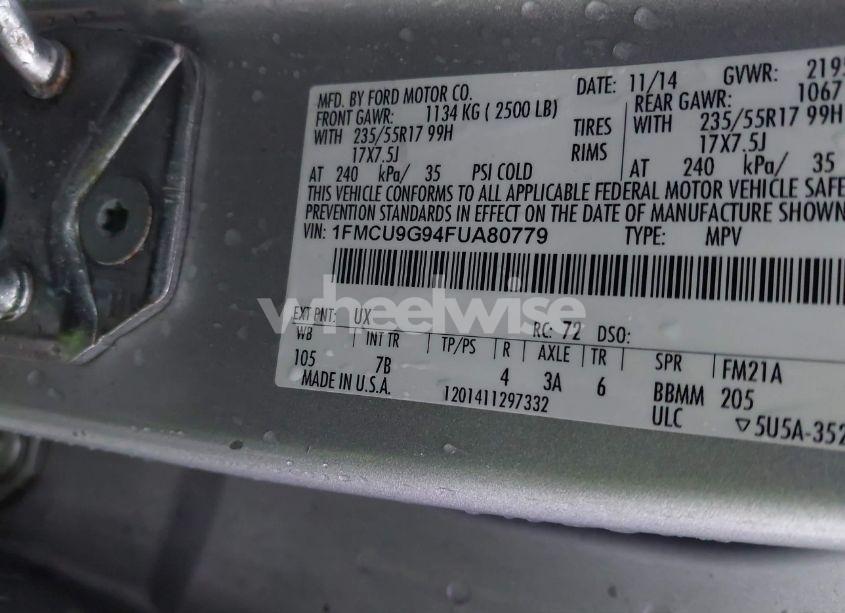 MFD. BY FORD MOTOR CO. DATE: 11/14 GVWR:
FRONT GAWR: 1134 KG ( 2500 LB) REAR GAWR: 1067
WITH 235/55R17 99H TIRES WITH 235/55R17 99H
17X7.5J RIMS 17X7.5J
AT 240 kPa/ 35 PSI COLD AT 240 kPa/ 35
THIS VEHICLE CONFORMS TO ALL APPLICABLE FEDERAL MOTOR VEHICLE
PREVENTION STANDARDS IN EFFECT ON THE DATE OF MANUFACTURE SHOWN
VIN: 1FMCU9G94FUA80779 TYPE: MPV
wheelwise
EXT PNT: UX RC: 72 DSO:
WB INT TR TP/PS R AXLE TR SPR FM21A
105 7B 4 3A 6 BBMM 205
MADE IN U.S.A. 1201411297332 ULC ▽5U5A-352